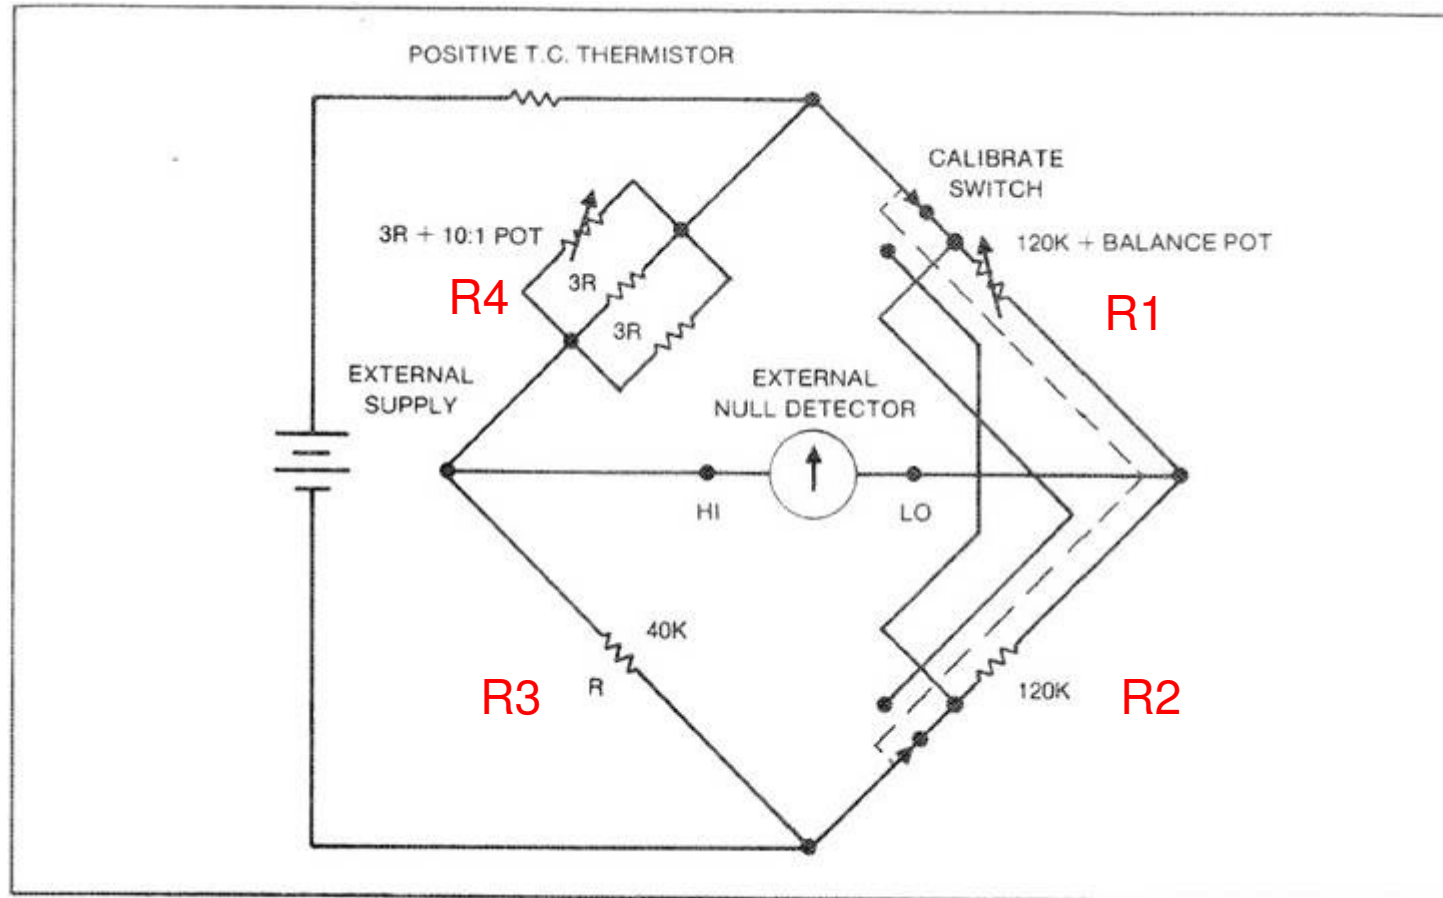 POSITIVE T.C. THERMISTOR
CALIBRATE
SWITCH
3R + 10:1 POT
120K + BALANCE POT
3R
R4
R1
3R
EXTERNAL
SUPPLY
EXTERNAL
NULL DETECTOR
HI
LO
40K
R
R3
120K
R2